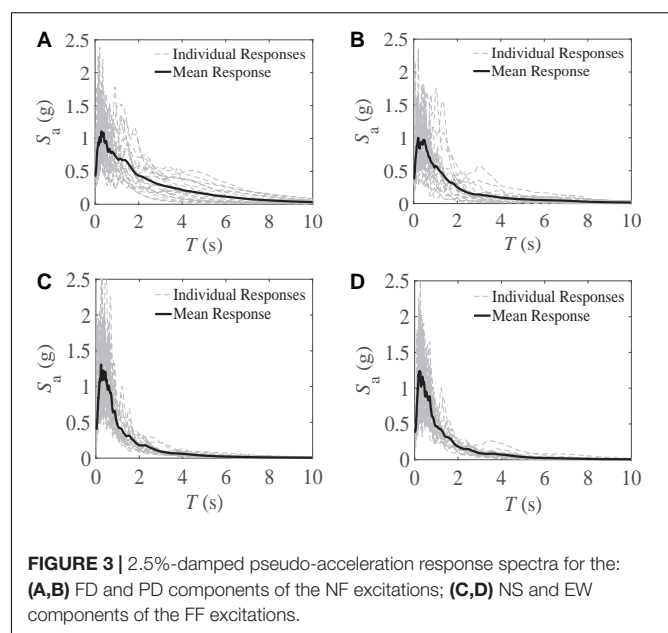 A
2.5
2
1.5
1
0.5
0
S_a (g)
Individual Responses
Mean Response
0 2 4 6 8 10
T (s)
B
2.5
2
1.5
1
0.5
0
S_a (g)
Individual Responses
Mean Response
0 2 4 6 8 10
T (s)
C
2.5
2
1.5
1
0.5
0
S_a (g)
Individual Responses
Mean Response
0 2 4 6 8 10
T (s)
D
2.5
2
1.5
1
0.5
0
S_a (g)
Individual Responses
Mean Response
0 2 4 6 8 10
T (s)
FIGURE 3 | 2.5%-damped pseudo-acceleration response spectra for the:
(A,B) FD and PD components of the NF excitations; (C,D) NS and EW
components of the FF excitations.